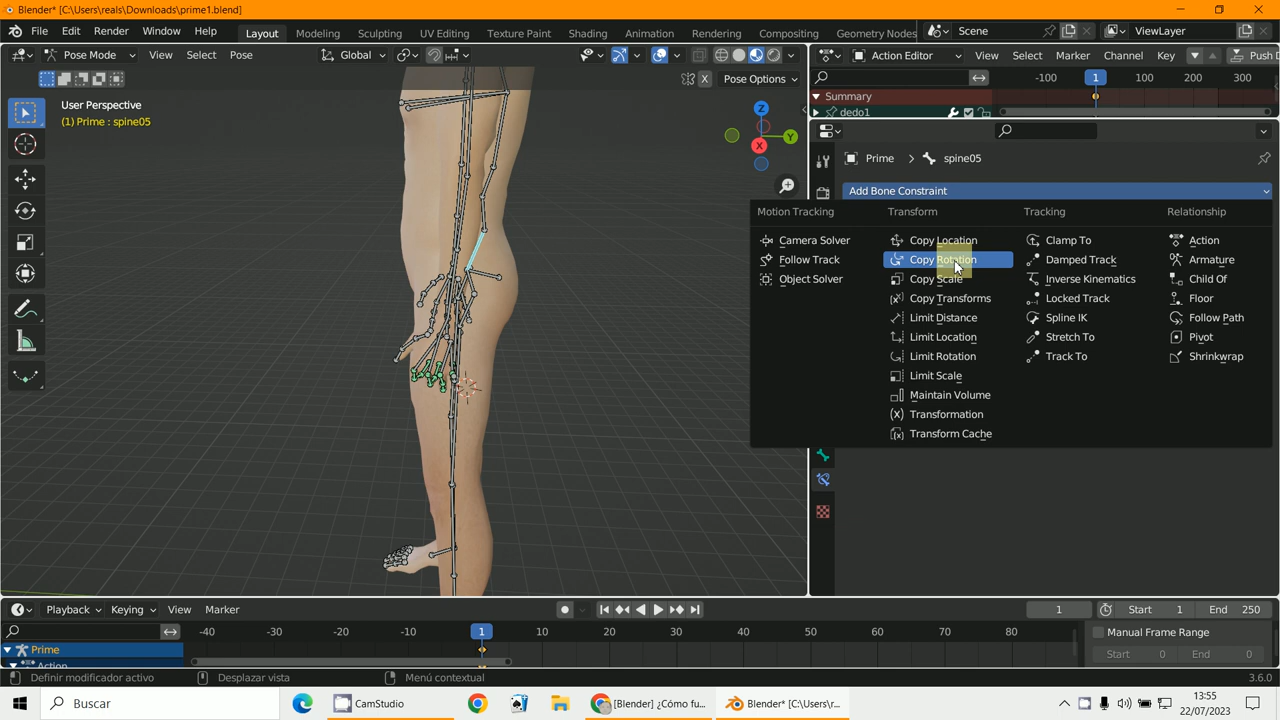 Blender* [C:\Users\reals\Downloads\prime1.blend]
File Edit Render Window Help Layout Modeling Sculpting UV Editing Texture Paint Shading Animation Rendering Compositing Geometry Nodes Scene ViewLayer
Pose Mode View Select Pose Global Action Editor View Select Marker Channel Key Push
Pose Options -100 1 100 200 300
Summary
dedo1
User Perspective
(1) Prime : spine05
Z
Y
X
Prime > spine05
Add Bone Constraint
Motion Tracking Transform Tracking Relationship
Camera Solver Copy Location Clamp To Action
Follow Track Copy Rotation Damped Track Armature
Object Solver Copy Scale Inverse Kinematics Child Of
Copy Transforms Locked Track Floor
Limit Distance Spline IK Follow Path
Limit Location Stretch To Pivot
Limit Rotation Track To Shrinkwrap
Limit Scale
Maintain Volume
Transformation
Transform Cache
Playback Keying View Marker 1 Start 1 End 250
-40 -30 -20 -10 1 10 20 30 40 50 60 70 80 Manual Frame Range
Prime Start 0 End 0
Action
Definir modificador activo Desplazar vista Menú contextual 3.6.0
Buscar CamStudio [Blender] ¿Cómo fu... Blender* [C:\Users\r... 13:55
22/07/2023